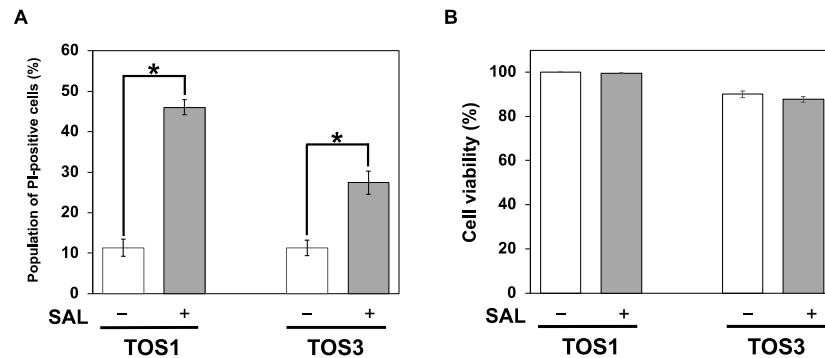 A
Population of PI-positive cells (%)
60
50
40
30
20
10
0
*
*
SAL − + − +
TOS1 TOS3
B
Cell viability (%)
100
80
60
40
20
0
SAL − + − +
TOS1 TOS3